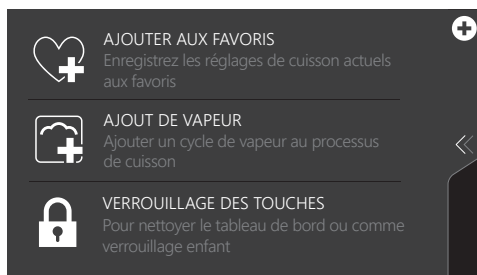 AJOUTER AUX FAVORIS
Enregistrez les réglages de cuisson actuels
aux favoris
AJOUT DE VAPEUR
Ajouter un cycle de vapeur au processus
de cuisson
VERROUILLAGE DES TOUCHES
Pour nettoyer le tableau de bord ou comme
verrouillage enfant